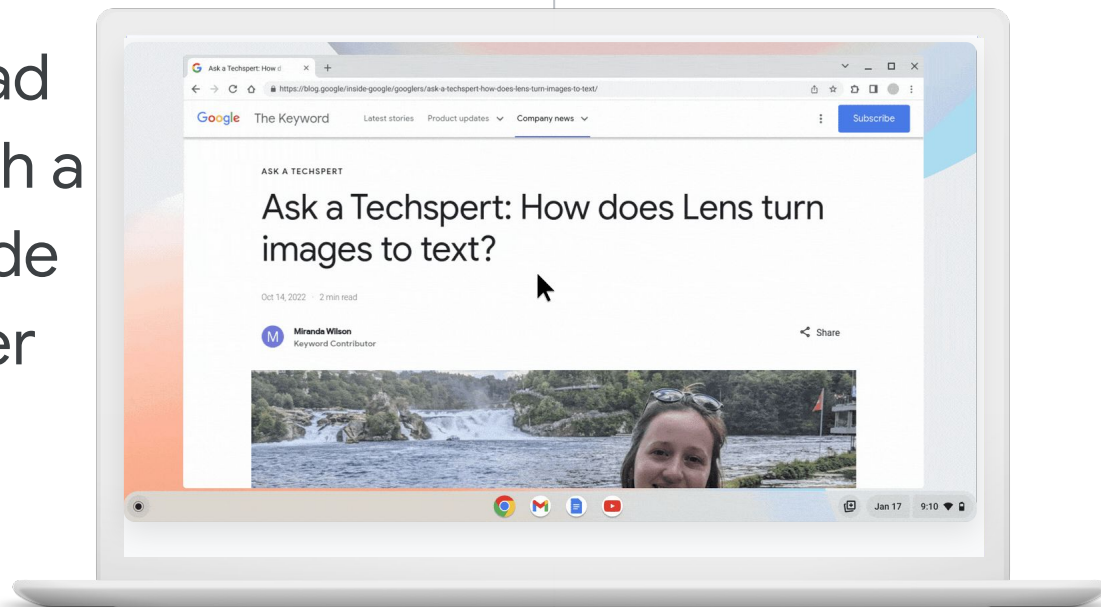 ad
h a
de
er
Ask a Techspert: How d
https://blog.google/inside-google/googlers/ask-a-techspert-how-does-lens-turn-images-to-text/
Google The Keyword Latest stories Product updates Company news Subscribe
ASK A TECHSPERT
Ask a Techspert: How does Lens turn
images to text?
Oct 14, 2022 · 2 min read
M
Miranda Wilson
Keyword Contributor
Share
Jan 17 9:10